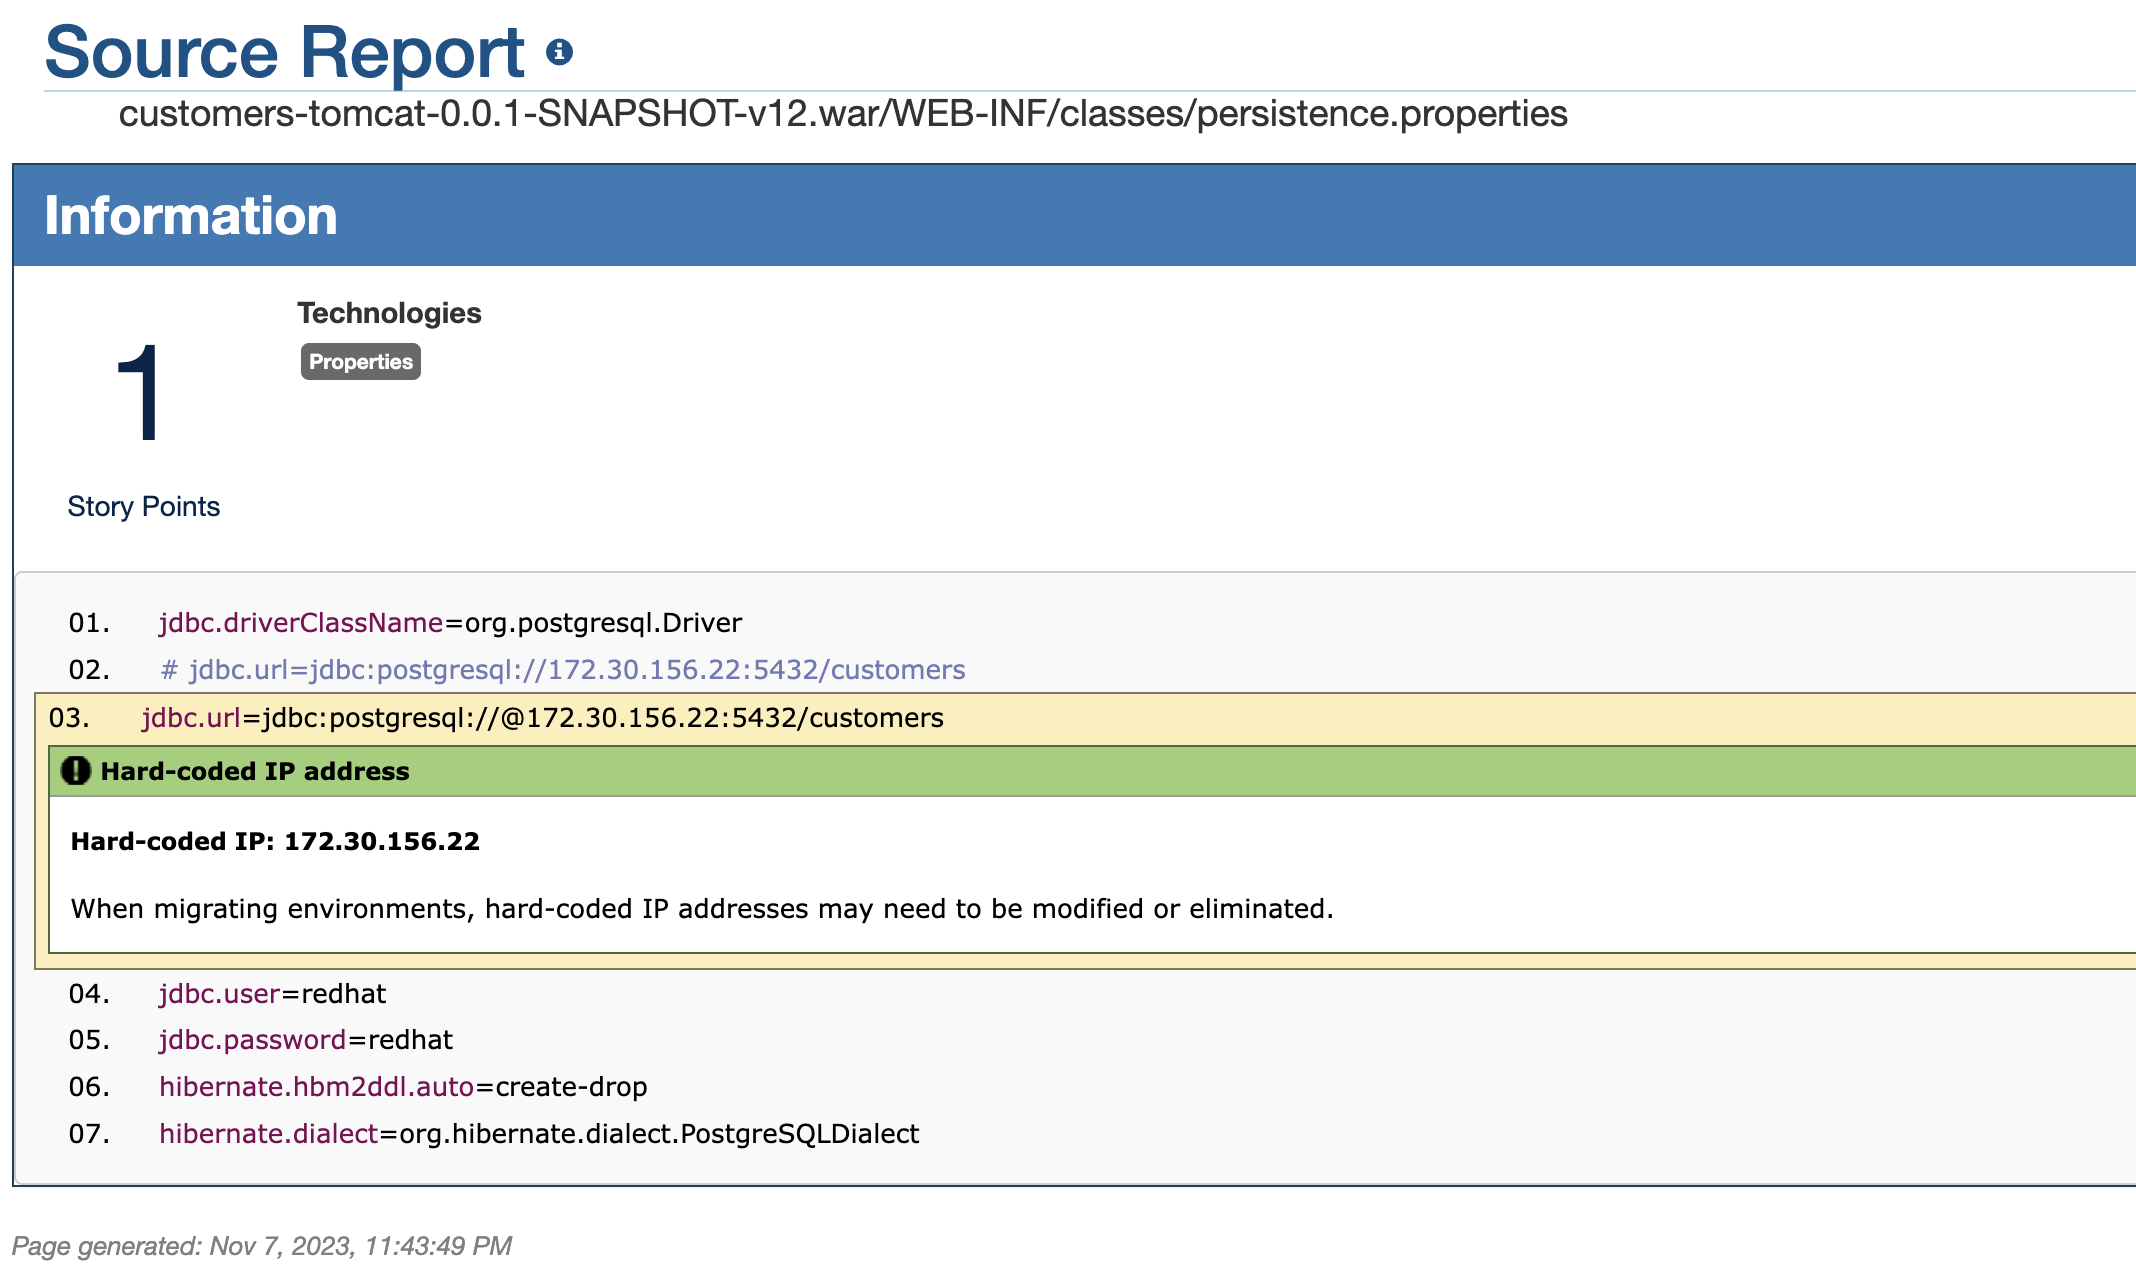 Source Report
customers-tomcat-0.0.1-SNAPSHOT-v12.war/WEB-INF/classes/persistence.properties
Information
Technologies
Properties
1
Story Points
01. jdbc.driverClassName=org.postgresql.Driver
02. # jdbc.url=jdbc:postgresql://172.30.156.22:5432/customers
03. jdbc.url=jdbc:postgresql://@172.30.156.22:5432/customers
Hard-coded IP address
Hard-coded IP: 172.30.156.22
When migrating environments, hard-coded IP addresses may need to be modified or eliminated.
04. jdbc.user=redhat
05. jdbc.password=redhat
06. hibernate.hbm2ddl.auto=create-drop
07. hibernate.dialect=org.hibernate.dialect.PostgreSQLDialect
Page generated: Nov 7, 2023, 11:43:49 PM